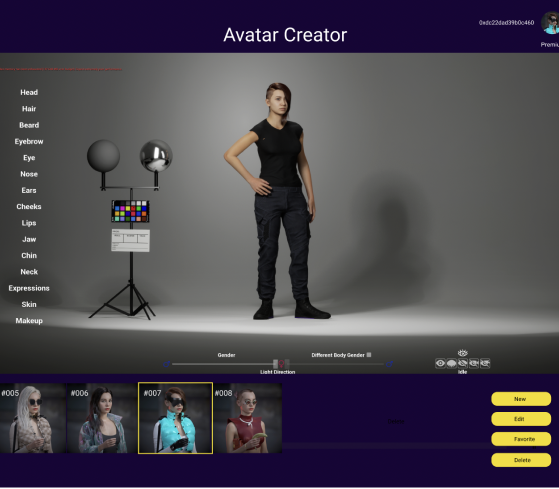 0xdc22dad39b0c460
Avatar Creator
Premiu
Head
Hair
Beard
Eyebrow
Eye
Nose
Ears
Cheeks
Lips
Jaw
Chin
Neck
Expressions
Skin
Makeup
Gender
Different Body Gender
Light Direction
Idle
#005
#006
#007
#008
New
Edit
Favorite
Delete